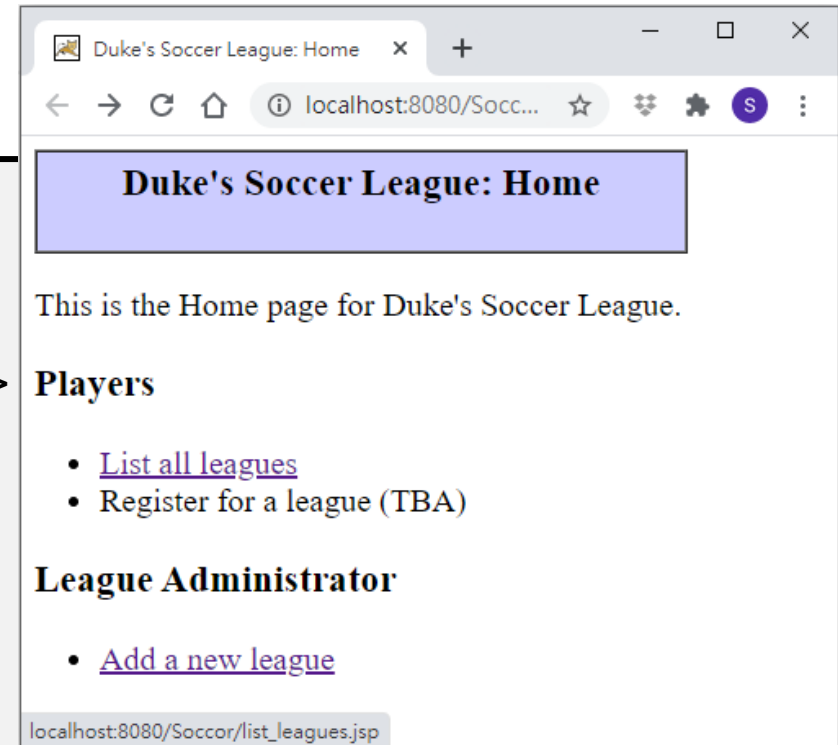 Duke's Soccer League: Home
localhost:8080/Socc...
S
Duke's Soccer League: Home
This is the Home page for Duke's Soccer League.
>
Players
• List all leagues
• Register for a league (TBA)
League Administrator
• Add a new league
localhost:8080/Soccor/list_leagues.jsp